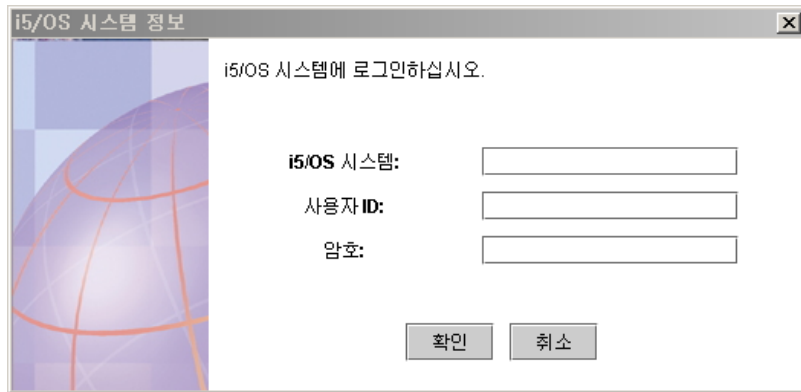 i5/OS 시스템 정보
i5/OS 시스템에 로그인하십시오.
i5/OS 시스템:
사용자 ID:
암호:
확인 취소